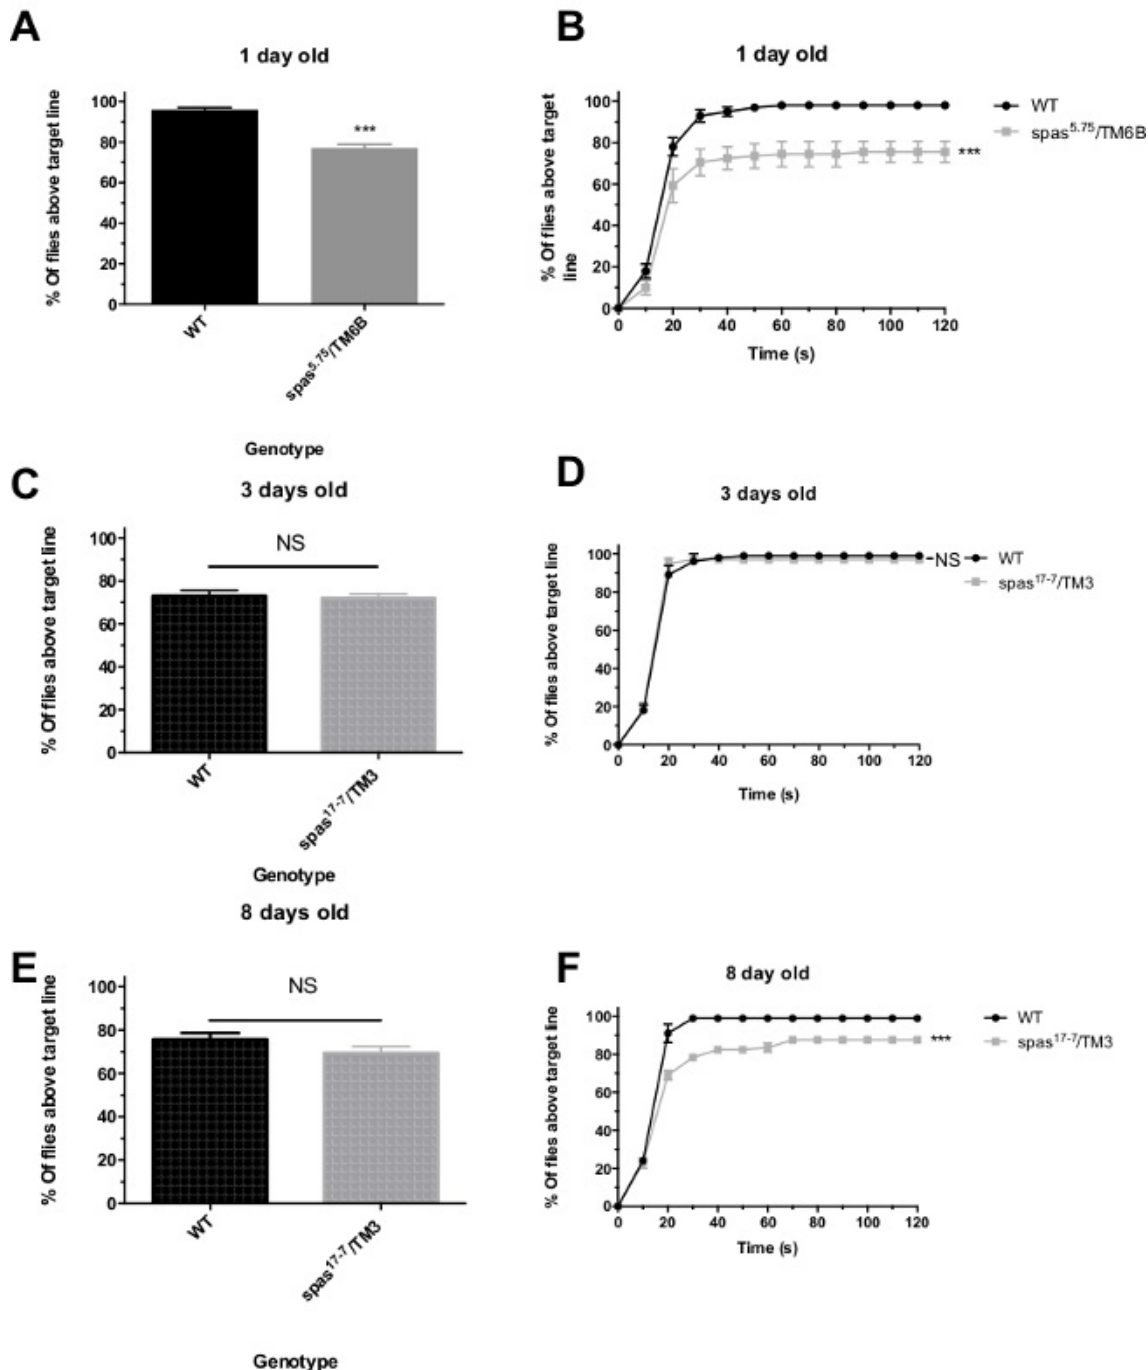 A
1 day old
% Of flies above target line
100
80
60
40
20
0
***
WT
spas5.75/TM6B
Genotype
B
1 day old
% Of flies above target
line
100
80
60
40
20
0
0 20 40 60 80 100 120
Time (s)
WT
spas5.75/TM6B
***
C
3 days old
% Of flies above target line
100
80
60
40
20
0
NS
WT
spas17-7/TM3
Genotype
D
3 days old
% Of flies above target line
100
80
60
40
20
0
0 20 40 60 80 100 120
Time (s)
NS
WT
spas17-7/TM3
8 days old
E
% Of flies above target line
100
80
60
40
20
0
NS
WT
spas17-7/TM3
Genotype
F
8 day old
% Of flies above target line
100
80
60
40
20
0
0 20 40 60 80 100 120
Time (s)
WT
spas17-7/TM3
***